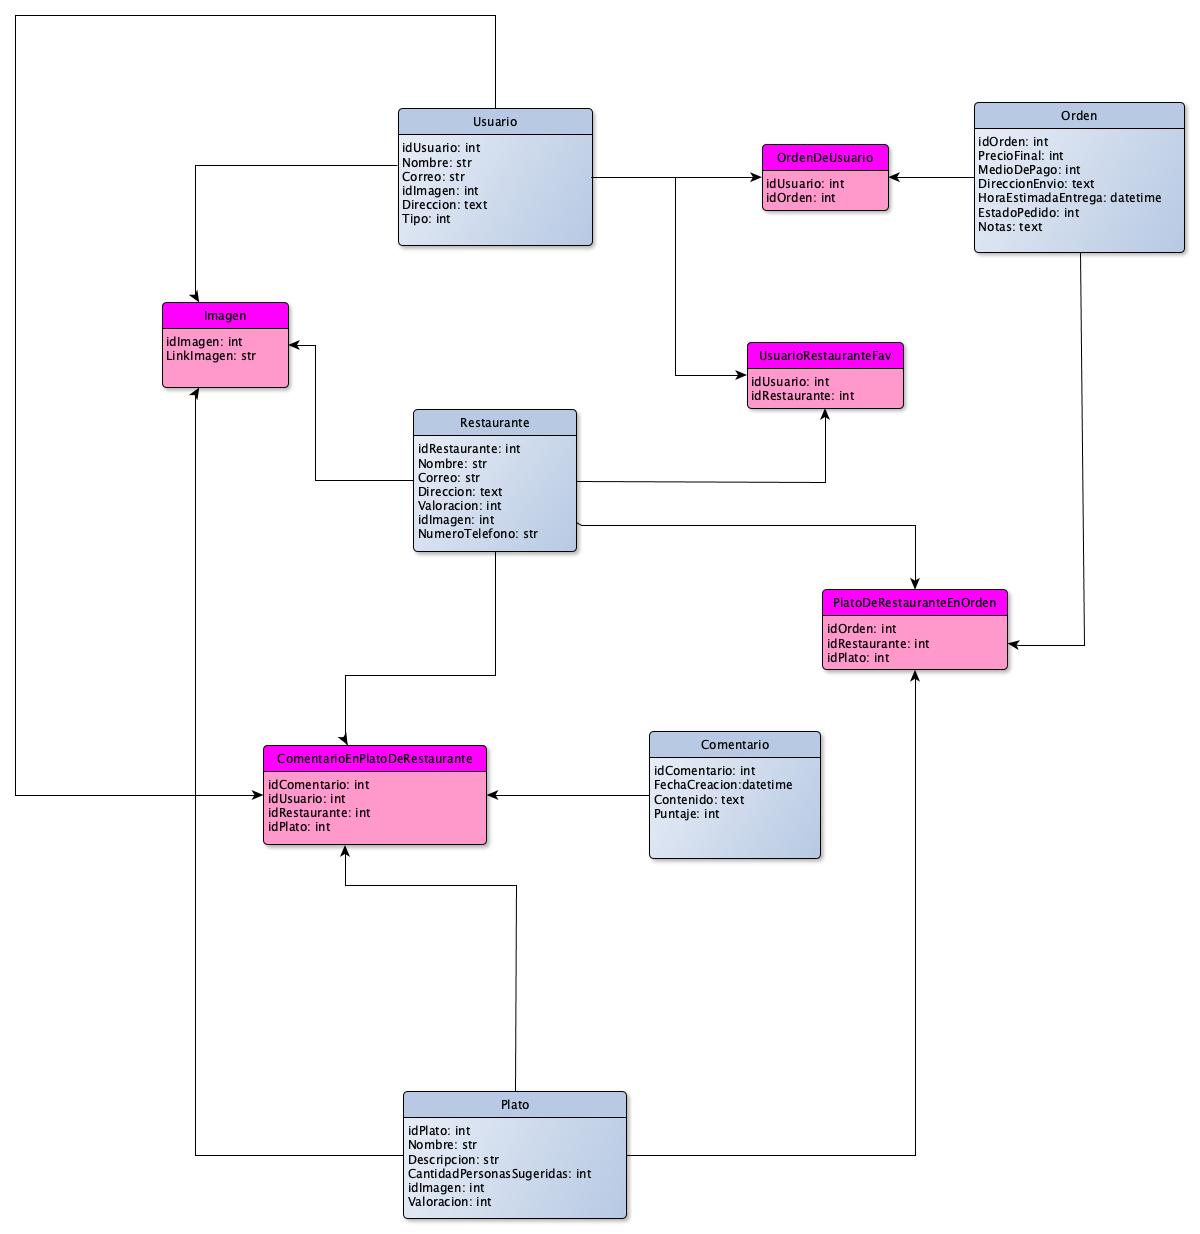 Usuario
idUsuario: int
Nombre: str
Correo: str
idImagen: int
Direccion: text
Tipo: int
OrdenDeUsuario
idUsuario: int
idOrden: int
Orden
idOrden: int
PrecioFinal: int
MedioDePago: int
DireccionEnvio: text
HoraEstimadaEntrega: datetime
EstadoPedido: int
Notas: text
Imagen
idImagen: int
LinkImagen: str
UsuarioRestauranteFav
idUsuario: int
idRestaurante: int
Restaurante
idRestaurante: int
Nombre: str
Correo: str
Direccion: text
Valoracion: int
idImagen: int
NumeroTelefono: str
PlatoDeRestauranteEnOrden
idOrden: int
idRestaurante: int
idPlato: int
ComentarioEnPlatoDeRestaurante
idComentario: int
idUsuario: int
idRestaurante: int
idPlato: int
Comentario
idComentario: int
FechaCreacion:datetime
Contenido: text
Puntaje: int
Plato
idPlato: int
Nombre: str
Descripcion: str
CantidadPersonasSugeridas: int
idImagen: int
Valoracion: int